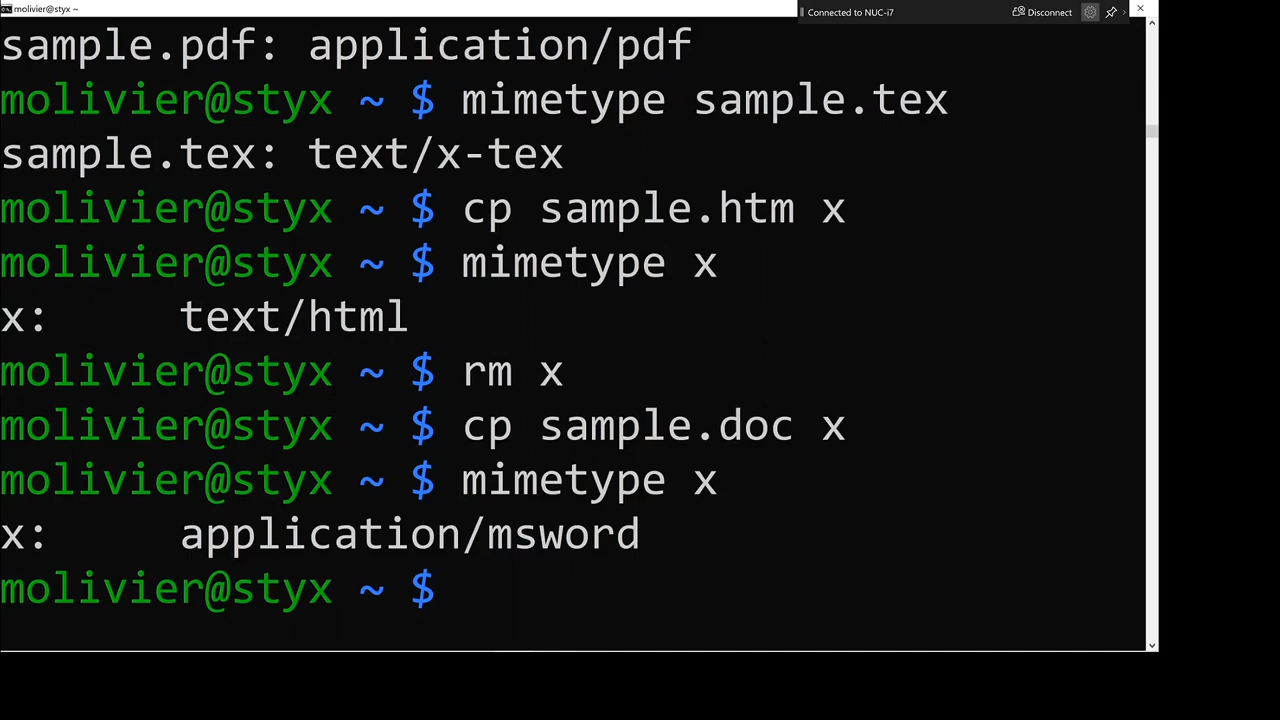 molivier@styx ~
Connected to NUC-i7
Disconnect
sample.pdf: application/pdf
molivier@styx ~ $ mimetype sample.tex
sample.tex: text/x-tex
molivier@styx ~ $ cp sample.htm x
molivier@styx ~ $ mimetype x
x: text/html
molivier@styx ~ $ rm x
molivier@styx ~ $ cp sample.doc x
molivier@styx ~ $ mimetype x
x: application/msword
molivier@styx ~ $